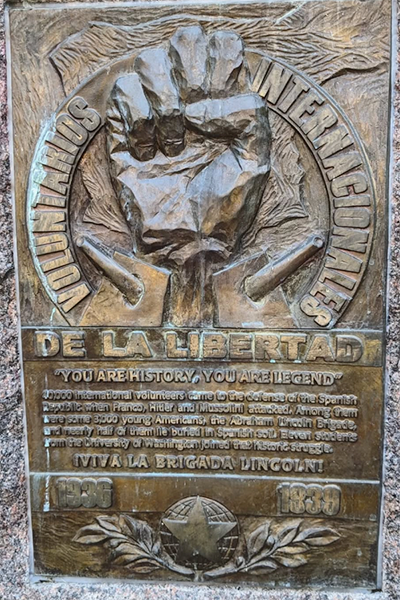 VOLUNTARIOS INTERNACIONALES
DE LA LIBERTAD
"YOU ARE HISTORY, YOU ARE LEGEND"
40,000 International Volunteers came to the defense of the Spanish
Republic when Franco, Hitler and Mussolini attacked. Among them
were some 3,000 young Americans, the Abraham Lincoln Brigade,
and nearly half of them lie buried in Spanish soil. Eleven students
from the University of Washington joined that historic struggle.
¡VIVA LA BRIGADA LINCOLN!
1936 1939